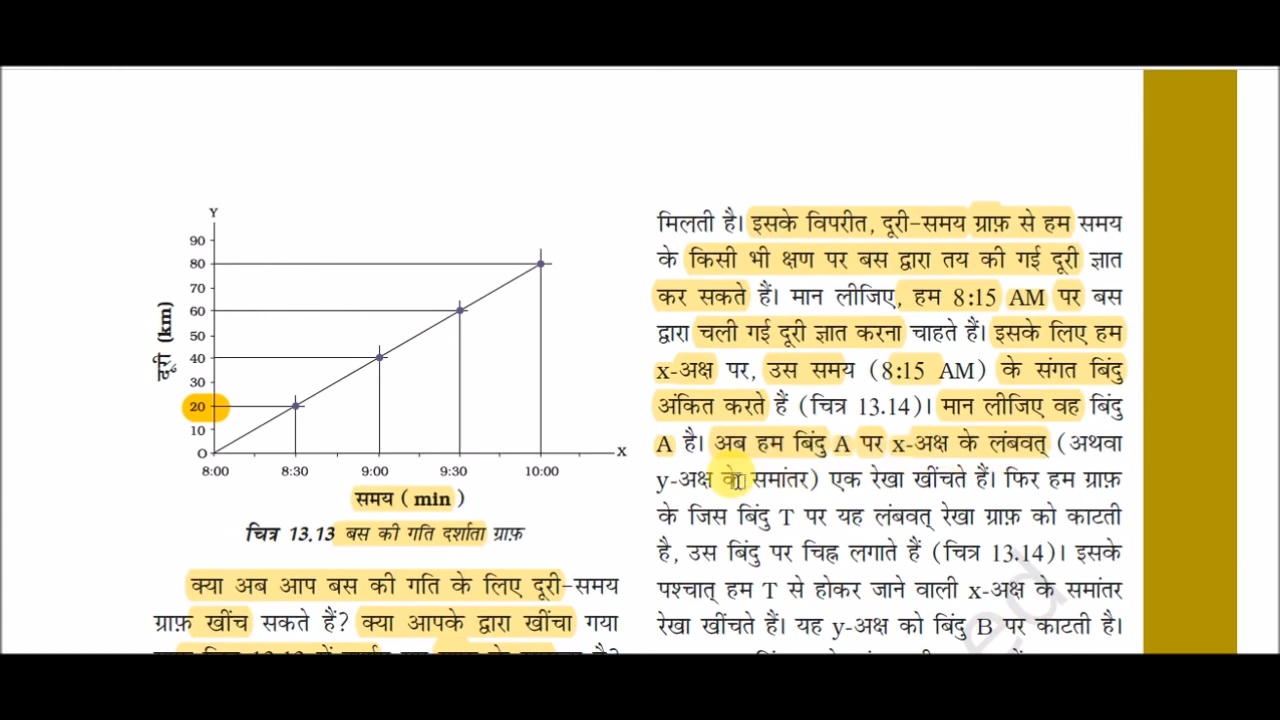 Y
90
80
70
60
50
40
30
20
10
0
दूरी (km)
8:00 8:30 9:00 9:30 10:00
X
समय ( min )
चित्र 13.13 बस की गति दर्शाता ग्राफ़
क्या अब आप बस की गति के लिए दूरी-समय
ग्राफ़ खींच सकते हैं? क्या आपके द्वारा खींचा गया
मिलती है। इसके विपरीत, दूरी-समय ग्राफ़ से हम समय
के किसी भी क्षण पर बस द्वारा तय की गई दूरी ज्ञात
कर सकते हैं। मान लीजिए, हम 8:15 AM पर बस
द्वारा चली गई दूरी ज्ञात करना चाहते हैं। इसके लिए हम
x-अक्ष पर, उस समय (8:15 AM) के संगत बिंदु
अंकित करते हैं (चित्र 13.14)। मान लीजिए वह बिंदु
A है। अब हम बिंदु A पर x-अक्ष के लंबवत् (अथवा
y-अक्ष के समांतर) एक रेखा खींचते हैं। फिर हम ग्राफ़
के जिस बिंदु T पर यह लंबवत् रेखा ग्राफ़ को काटती
है, उस बिंदु पर चिह्न लगाते हैं (चित्र 13.14)। इसके
पश्चात् हम T से होकर जाने वाली x-अक्ष के समांतर
रेखा खींचते हैं। यह y-अक्ष को बिंदु B पर काटती है।
ed